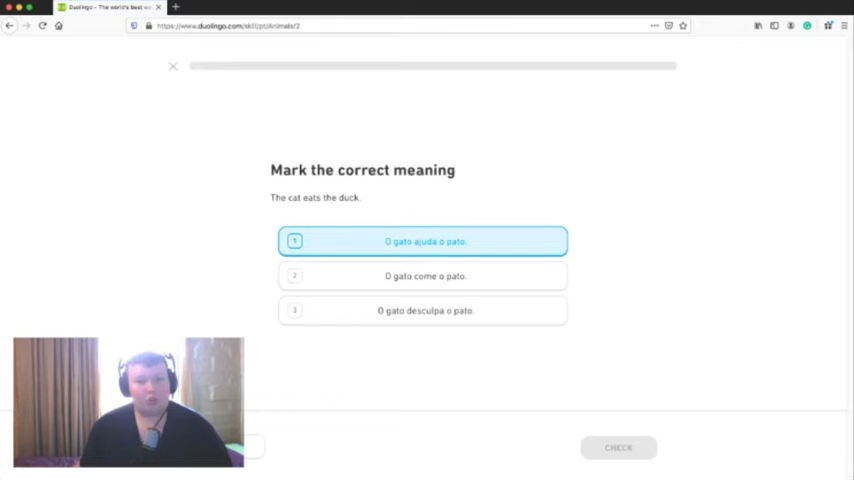 Duolingo – The world's best wa
https://www.duolingo.com/skill/pt/Animals/2
Mark the correct meaning
The cat eats the duck.
1 O gato ajuda o pato.
2 O gato come o pato.
3 O gato desculpa o pato.
CHECK